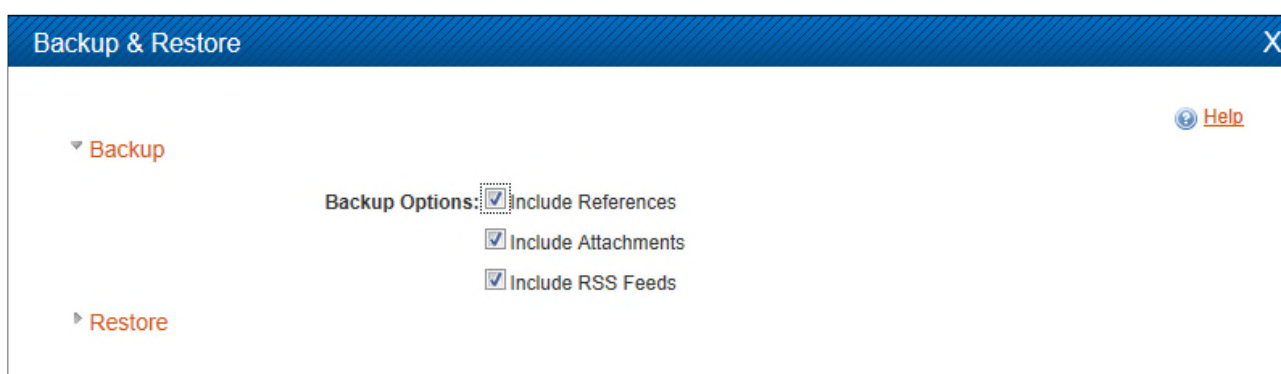 Backup & Restore X
Help
Backup
Backup Options: Include References
Include Attachments
Include RSS Feeds
Restore